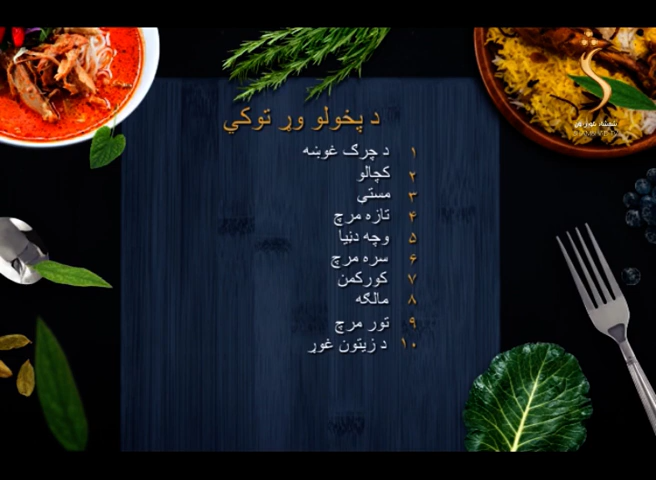 د پخولو وړ توکي
۱ د چرګ غوښه
۲ کچالو
۳ مستې
۴ تازه مرچ
۵ وچه دڼیا
۶ سره مرچ
۷ کورکمن
۸ مالګه
۹ تور مرچ
۱۰ د زیتون غوړ